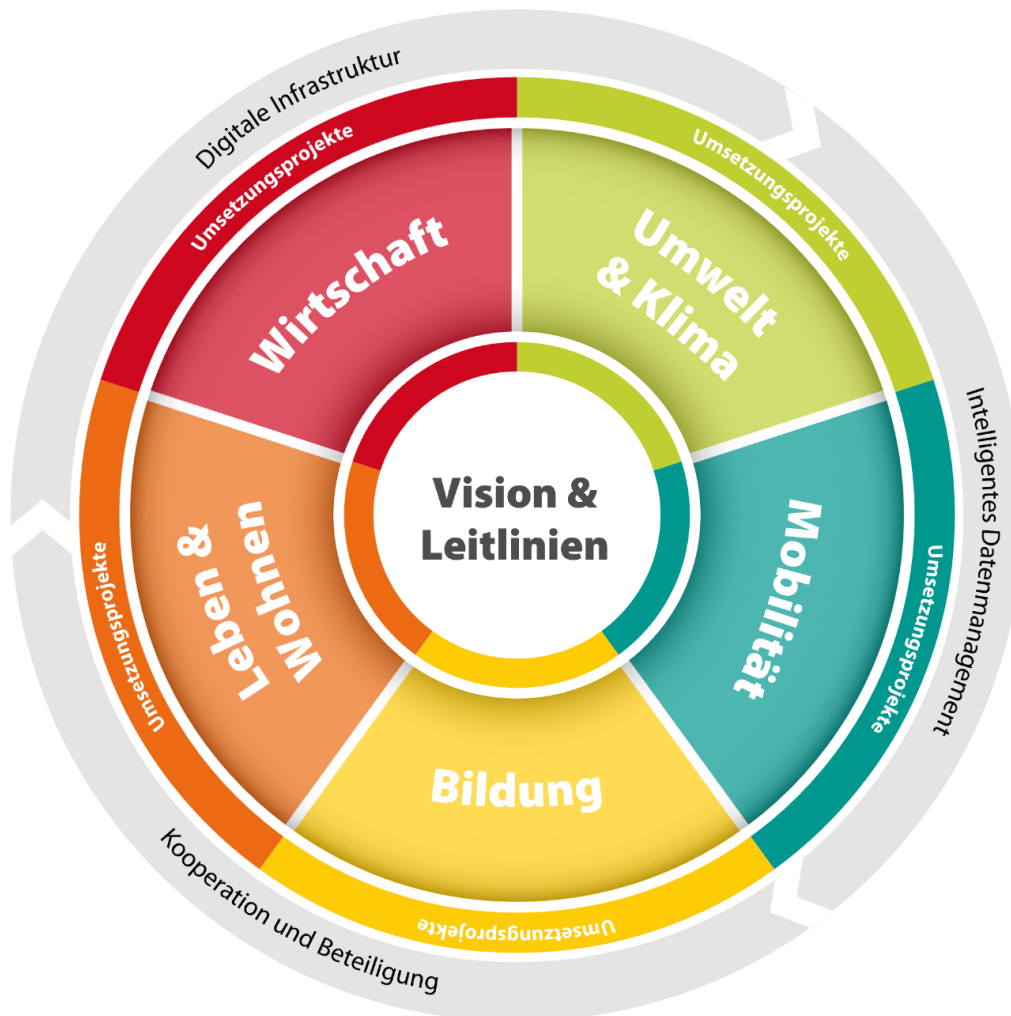 Digitale Infrastruktur
Umsetzungsprojekte
Umsetzungsprojekte
Wirtschaft
Umwelt
& Klima
Intelligentes Datenmanagement
Vision &
Leitlinien
Leben &
Wohnen
Mobilität
Umsetzungsprojekte
Umsetzungsprojekte
Bildung
Kooperation und Beteiligung
Umsetzungsprojekte